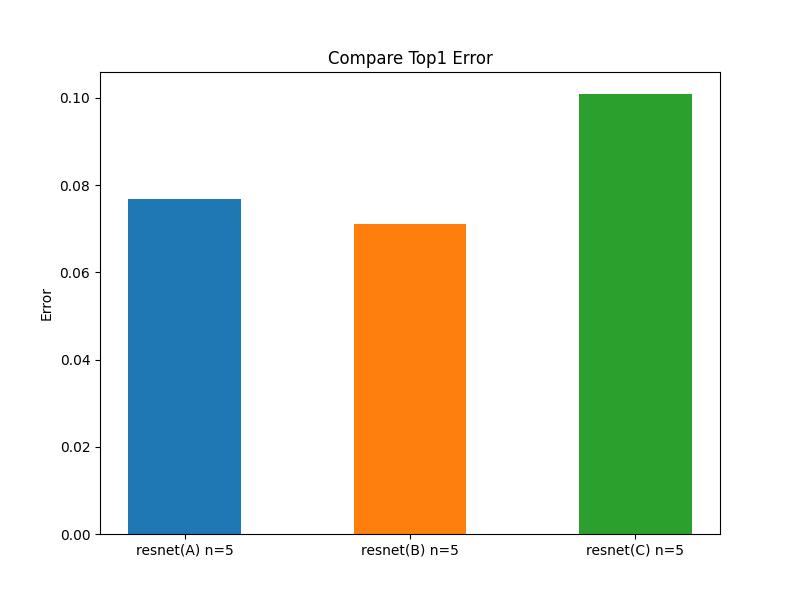 Compare Top1 Error
0.10
0.08
0.06
0.04
0.02
0.00
Error
resnet(A) n=5
resnet(B) n=5
resnet(C) n=5